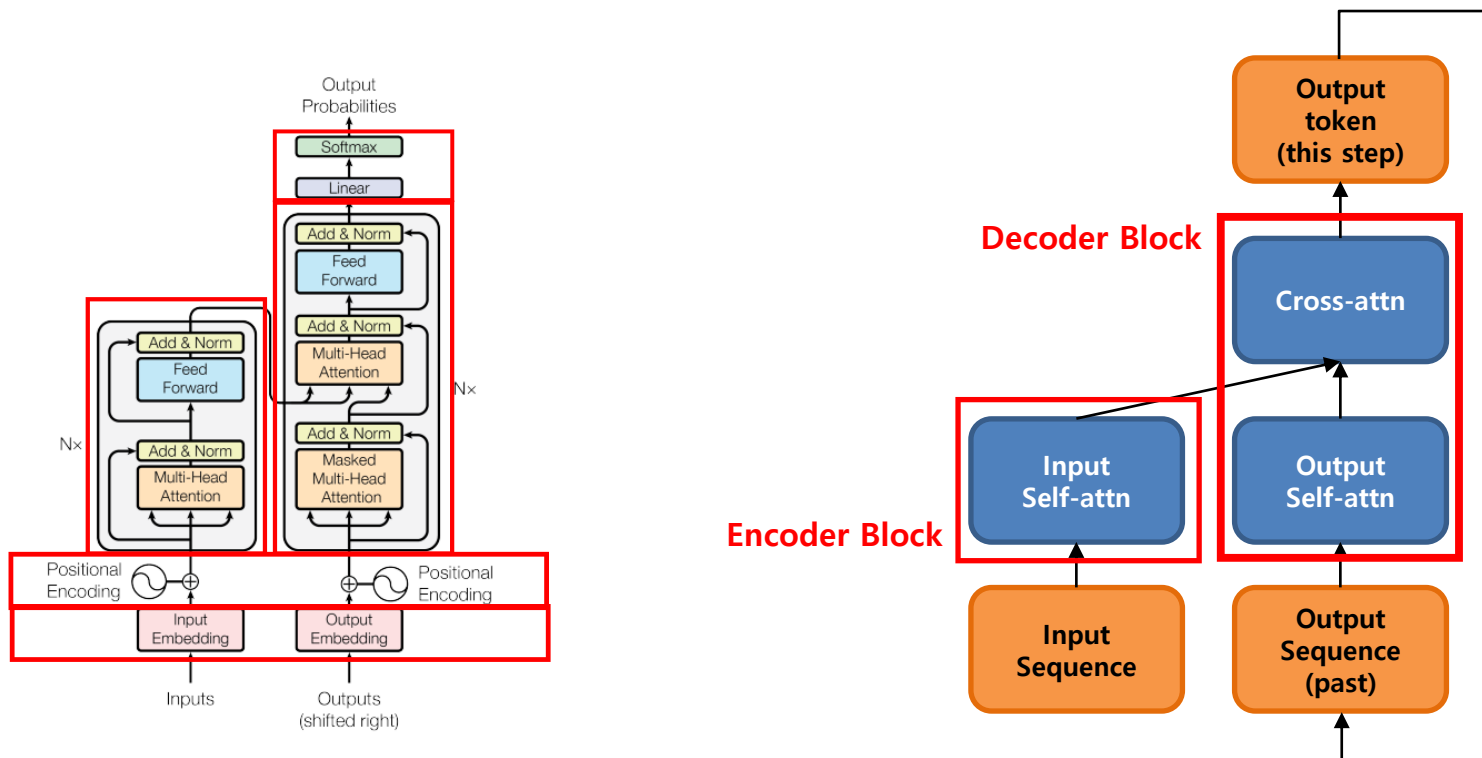 Output
Probabilities
Softmax
Linear
Add & Norm
Feed
Forward
Add & Norm
Multi-Head
Attention
N×
Add & Norm
Masked
Multi-Head
Attention
Add & Norm
Feed
Forward
N×
Add & Norm
Multi-Head
Attention
Positional
Encoding
Positional
Encoding
Input
Embedding
Output
Embedding
Inputs
Outputs
(shifted right)
Output
token
(this step)
Decoder Block
Cross-attn
Input
Self-attn
Output
Self-attn
Encoder Block
Input
Sequence
Output
Sequence
(past)